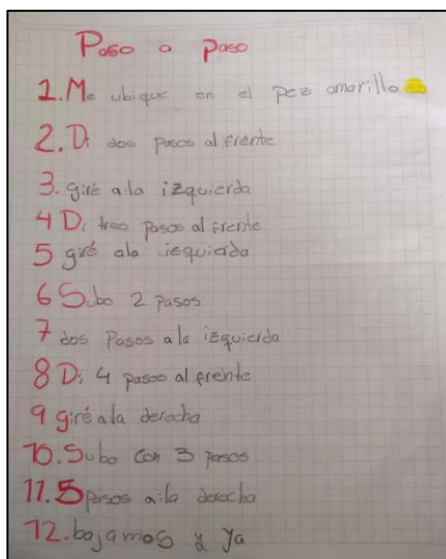 Paso a paso
1. Me ubique en el pez amarillo
2. Di dos pasos al frente
3. giré a la izquierda
4 Di tres pasos al frente
5 giré ala iequierda
6 Subo 2 pasos
7 dos pasos a la izquierda
8 Di 4 pasos al frente
9 giré a la derecha
10. Subo con 3 pasos
11. 5 pasos a la derecha
12. bajamos y ya